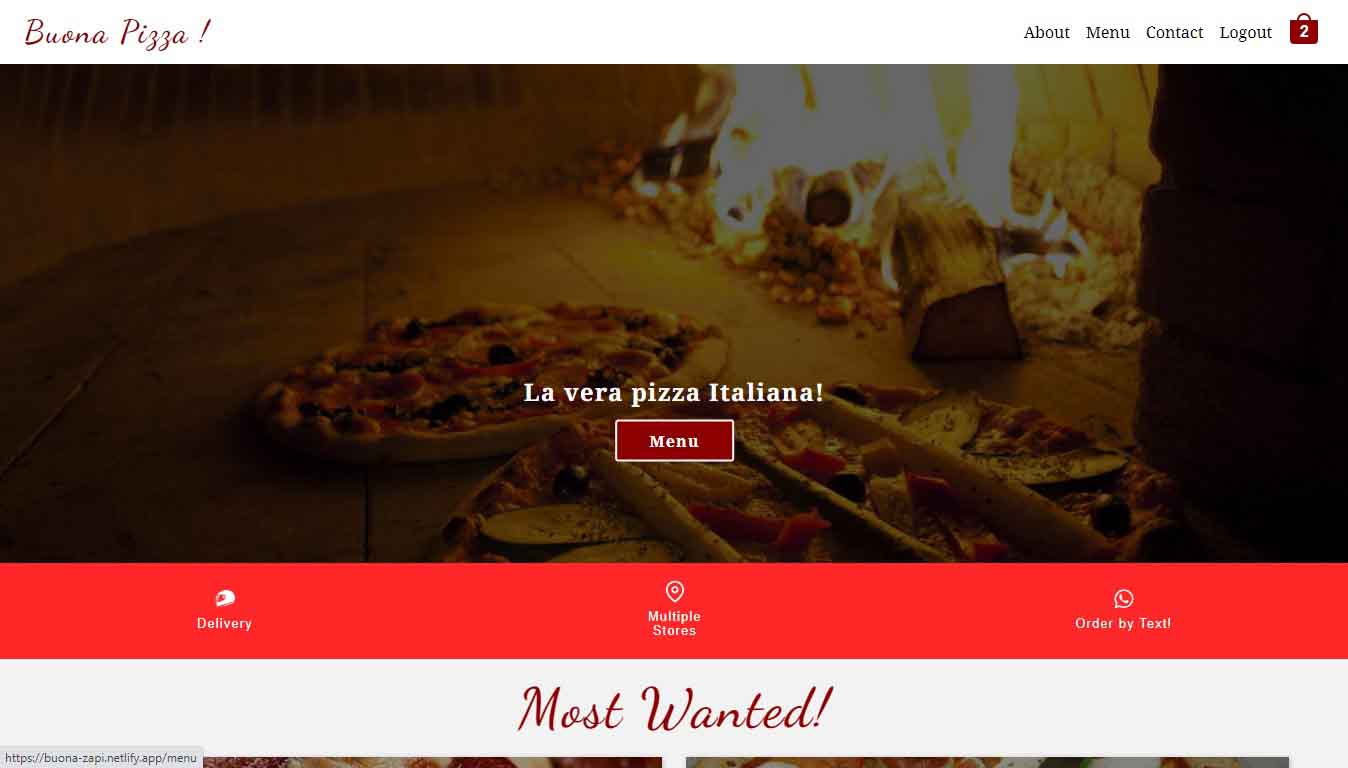 Buona Pizza !
About Menu Contact Logout 2
La vera pizza Italiana!
Menu
Delivery
Multiple
Stores
Order by Text!
Most Wanted!
https://buona-zapi.netlify.app/menu